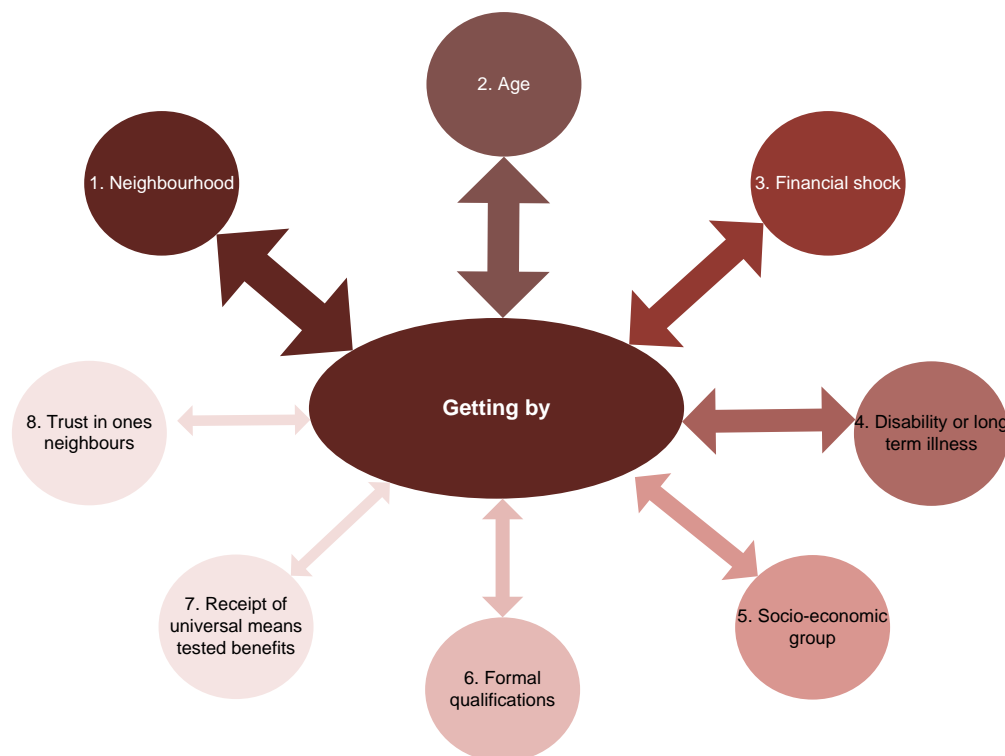 2. Age
1. Neighbourhood
3. Financial shock
Getting by
8. Trust in ones
neighbours
4. Disability or long
term illness
7. Receipt of
universal means
tested benefits
5. Socio-economic
group
6. Formal
qualifications